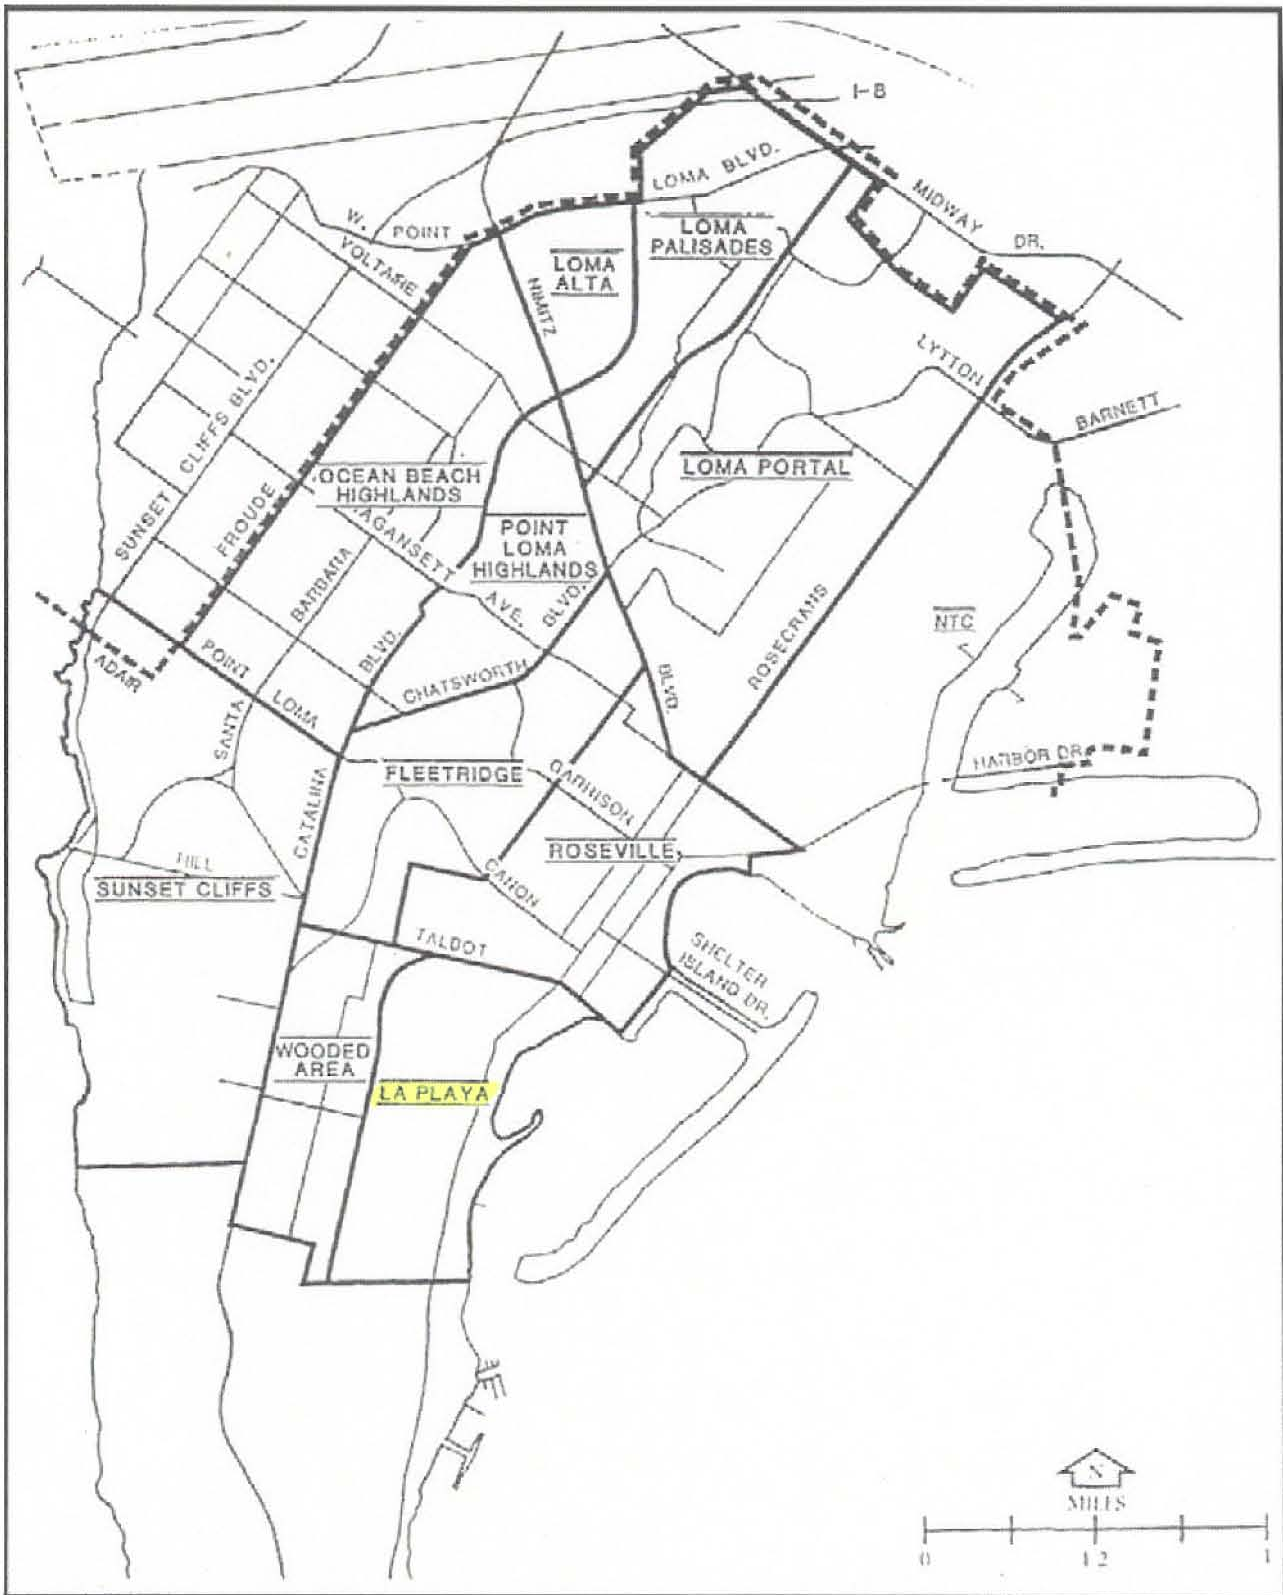 I-8
LOMA BLVD.
MIDWAY
DR.
W.
POINT
VOLTAIRE
LOMA
PALISADES
LOMA
ALTA
NIMITZ
LYTTON
BARNETT
SUNSET
CLIFFS BLVD.
OCEAN BEACH
HIGHLANDS
LOMA PORTAL
FROUDE
AGANSETT
AVE.
POINT
LOMA
HIGHLANDS
BARBARA
BLVD.
ROSECRANS
NTC
ADAIR
POINT
LOMA
BLVD.
CHATSWORTH
BLVD.
SANTA
HARBOR DR.
FLEETRIDGE
GARRISON
CATALINA
ROSEVILLE
HILL
SUNSET CLIFFS
CAÑON
TALBOT
SHELTER
ISLAND DR.
WOODED
AREA
LA PLAYA
N
MILES
0
1 2
1